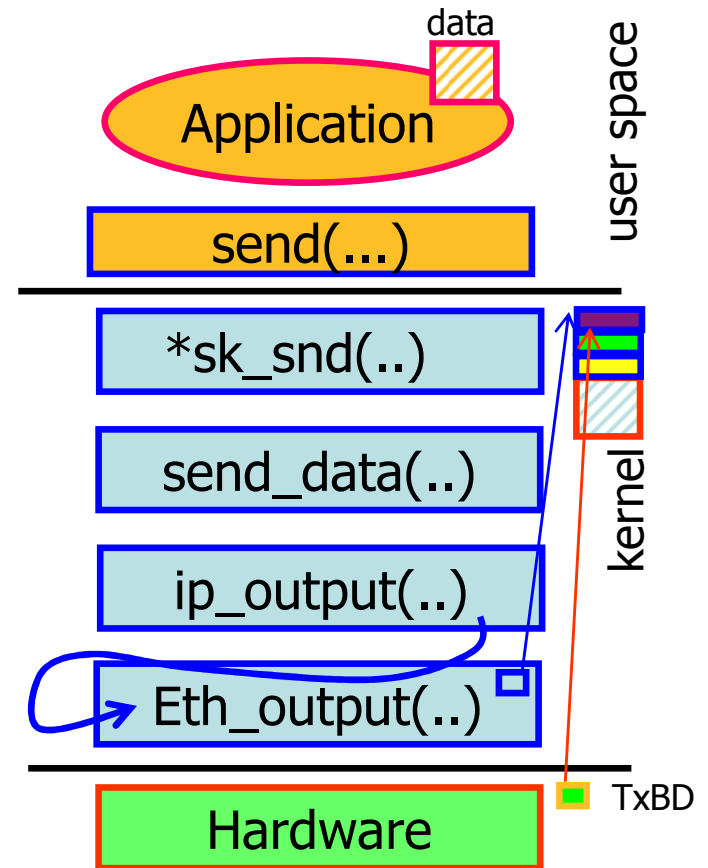 data
Application
user space
send(...)
*sk_snd(..)
send_data(..)
kernel
ip_output(..)
Eth_output(..)
TxBD
Hardware